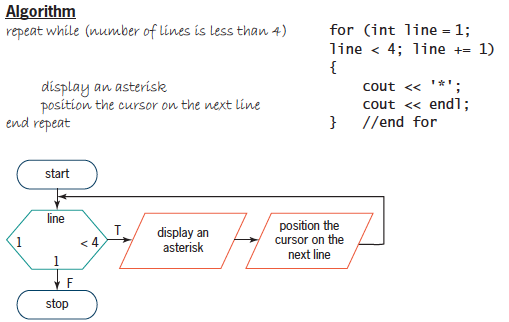 Algorithm
repeat while (number of lines is less than 4)
display an asterisk
position the cursor on the next line
end repeat
for (int line = 1;
line < 4; line += 1)
{
cout << '*';
cout << endl;
} //end for
start
line
1
< 4
1
T
F
display an
asterisk
position the
cursor on the
next line
stop